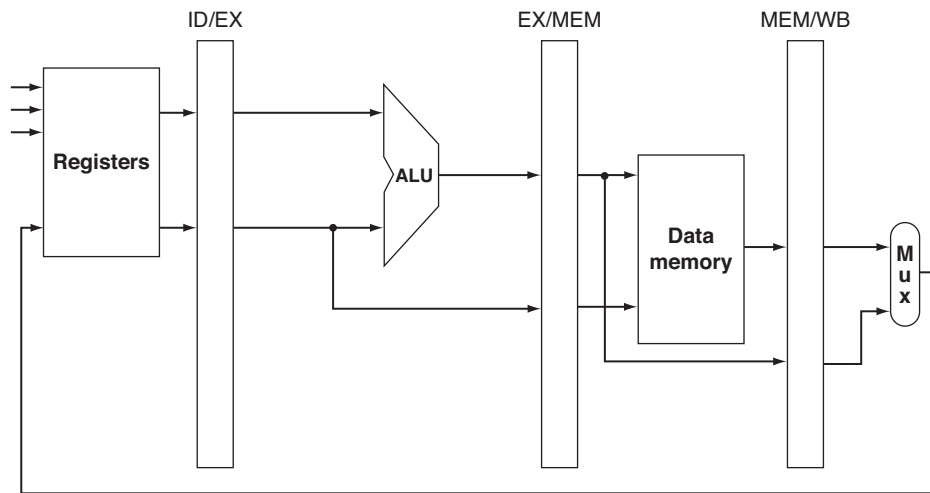 ID/EX
EX/MEM
MEM/WB
Registers
ALU
Data
memory
M
u
x